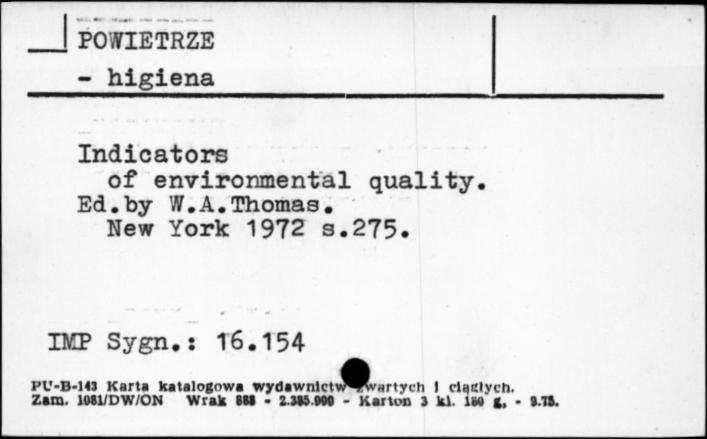 POWIETRZE
- higiena
Indicators
of environmental quality.
Ed.by W.A.Thomas.
New York 1972 s.275.
IMP Sygn.: 16.154
PU-B-143 Karta katalogowa wydawnictw zwartych i ciągłych.
Zam. 1081/DW/ON Wrak 888 - 2.385.000 - Karton 3 kl. 180 g. - 9.75.